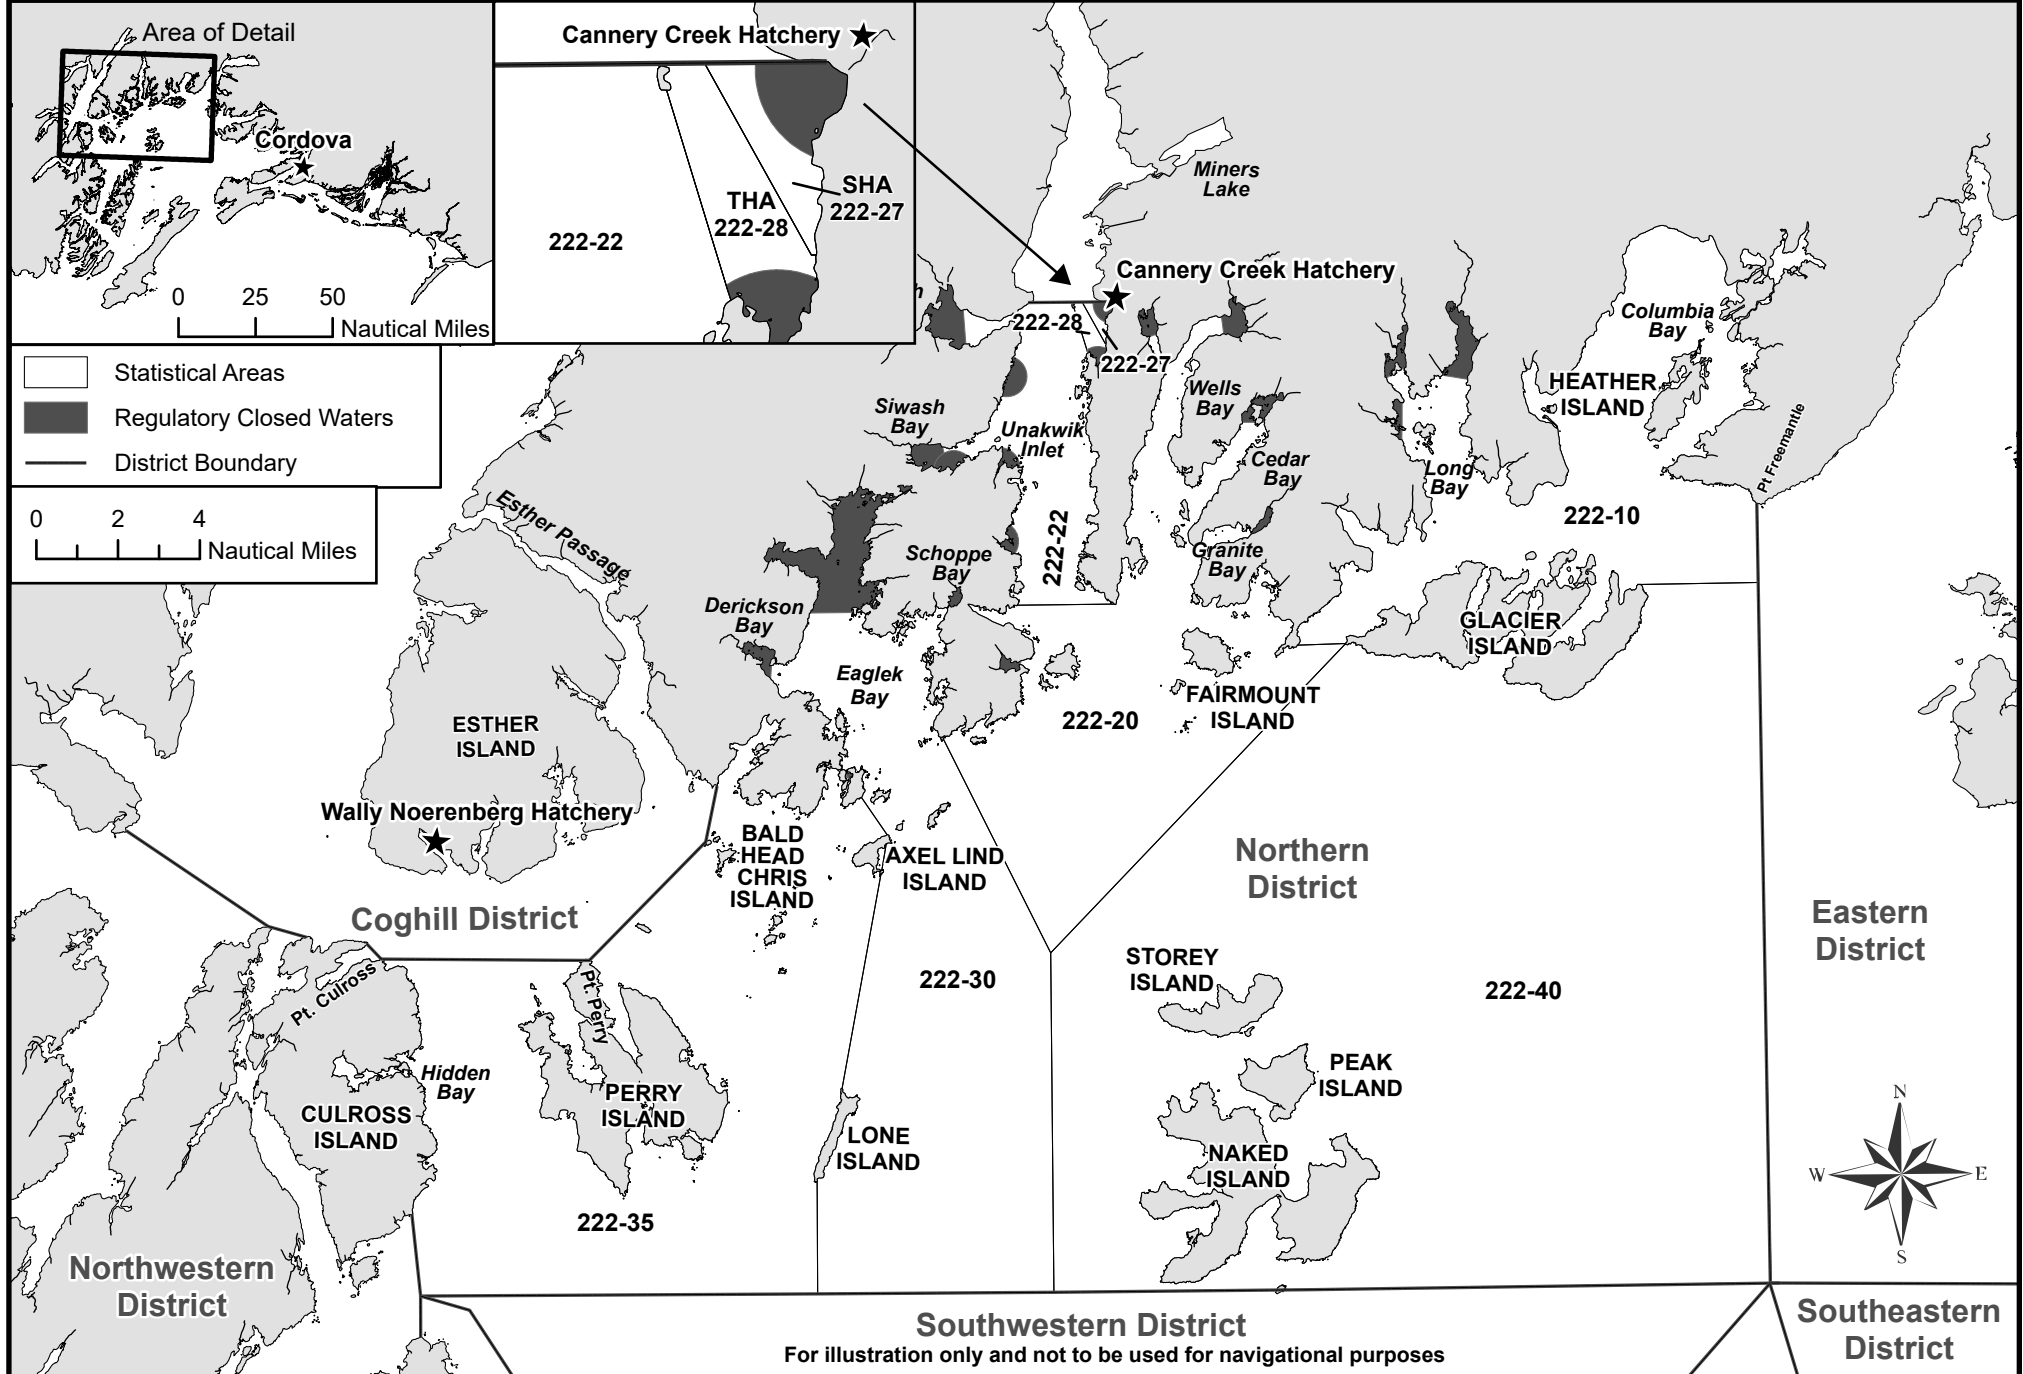 Area of Detail
Cordova
0 25 50
Nautical Miles
Cannery Creek Hatchery
THA
222-28
SHA
222-27
222-22
Statistical Areas
Regulatory Closed Waters
District Boundary
0 2 4
Nautical Miles
Miners
Lake
Cannery Creek Hatchery
h
222-28
222-27
Columbia
Bay
HEATHER
ISLAND
Wells
Bay
Siwash
Bay
Unakwik
Inlet
Cedar
Bay
Long
Bay
Pt Freemantle
222-10
Esther Passage
222-22
Schoppe
Bay
Granite
Bay
Derickson
Bay
GLACIER
ISLAND
Eaglek
Bay
FAIRMOUNT
ISLAND
222-20
ESTHER
ISLAND
Wally Noerenberg Hatchery
BALD
HEAD
CHRIS
ISLAND
AXEL LIND
ISLAND
Northern
District
Coghill District
Eastern
District
STOREY
ISLAND
222-30
222-40
Pt. Culross
Pt. Perry
Hidden
Bay
PEAK
ISLAND
PERRY
ISLAND
CULROSS
ISLAND
LONE
ISLAND
NAKED
ISLAND
N
W
E
S
222-35
Northwestern
District
Southwestern District
Southeastern
District
For illustration only and not to be used for navigational purposes